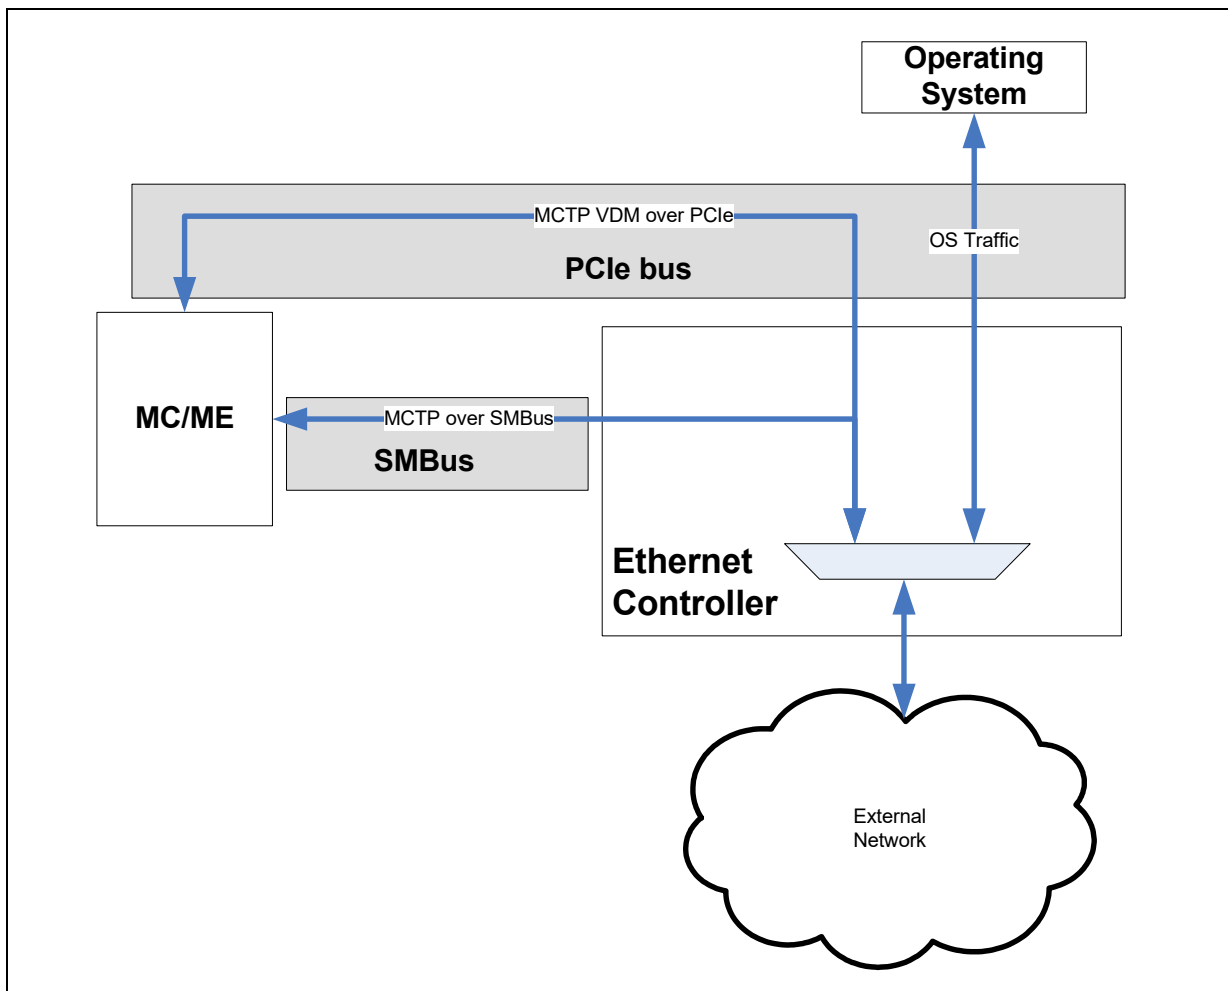 Operating
System
MCTP VDM over PCIe
OS Traffic
PCIe bus
MC/ME
MCTP over SMBus
SMBus
Ethernet
Controller
External
Network